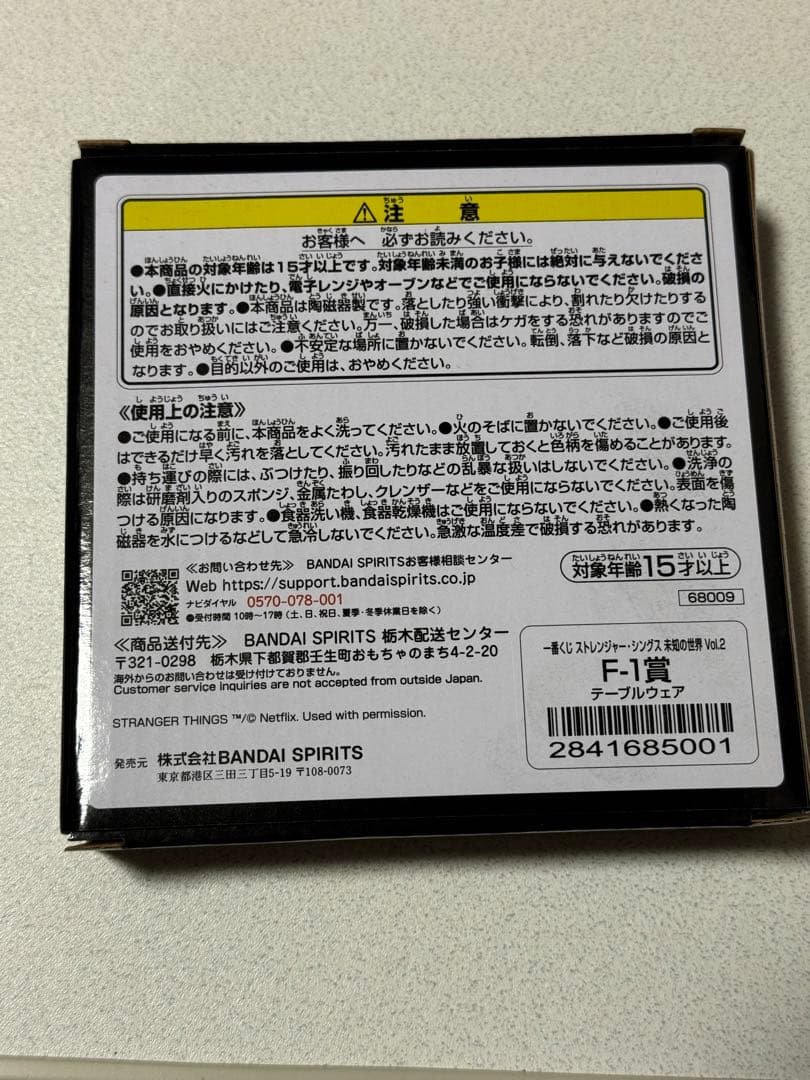 ⚠注　意
お客様へ 必ずお読みください。
●本商品の対象年齢は15才以上です。対象年齢未満のお子様には絶対に与えないでくださ
い。●直接火にかけたり、電子レンジやオーブンなどでご使用にならないでください。破損の
原因となります。●本商品は陶磁器製です。落としたり強い衝撃により、割れたり欠けたりする
のでお取り扱いにはご注意ください。万一、破損した場合はケガをする恐れがありますのでご
使用をおやめください。●不安定な場所に置かないでください。転倒、落下など破損の原因と
なります。●目的以外のご使用は、おやめください。
≪使用上の注意≫
●ご使用になる前に、本商品をよく洗ってください。●火のそばに置かないでください。●ご使用後
はできるだけ早く汚れを落としてください。汚れたまま放置しておくと色柄を傷めることがあります。
●持ち運びの際には、ぶつけたり、振り回したりなどの乱暴な扱いはしないでください。●洗浄の
際は研磨剤入りのスポンジ、金属たわし、クレンザーなどをご使用にならないでください。表面を傷
つける原因になります。●食器洗い機、食器乾燥機はご使用にならないでください。●熱くなった陶
磁器を水につけるなどして急冷しないでください。急激な温度差で破損する恐れがあります。
≪お問い合わせ先≫ BANDAI SPIRITSお客様相談センター
Web https://support.bandaispirits.co.jp
ナビダイヤル 0570-078-001
●受付時間 10時〜17時 (土、日、祝日、夏季・冬季休業日を除く)
対象年齢15才以上
68009
≪商品送付先≫ BANDAI SPIRITS 栃木配送センター
〒321-0298 栃木県下都賀郡壬生町おもちゃのまち4-2-20
海外からのお問い合わせは受け付けておりません。
Customer service inquiries are not accepted from outside Japan.
STRANGER THINGS ™/© Netflix. Used with permission.
発売元 株式会社BANDAI SPIRITS
東京都港区三田三丁目5-19 〒108-0073
一番くじ ストレンジャー・シングス 未知の世界 Vol.2
F-1賞
テーブルウェア
2841685001